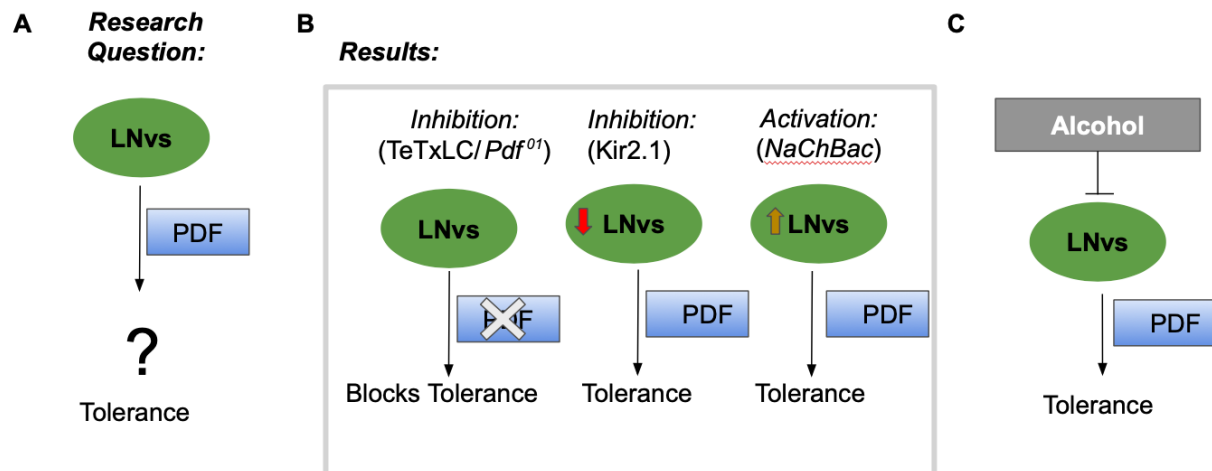 A
Research
Question:
LNvs
PDF
?
Tolerance
B
Results:
Inhibition:
(TeTxLC/Pdf⁰¹)
LNvs
PDF
Blocks Tolerance
Inhibition:
(Kir2.1)
LNvs
PDF
Tolerance
Activation:
(NaChBac)
LNvs
PDF
Tolerance
C
Alcohol
LNvs
PDF
Tolerance